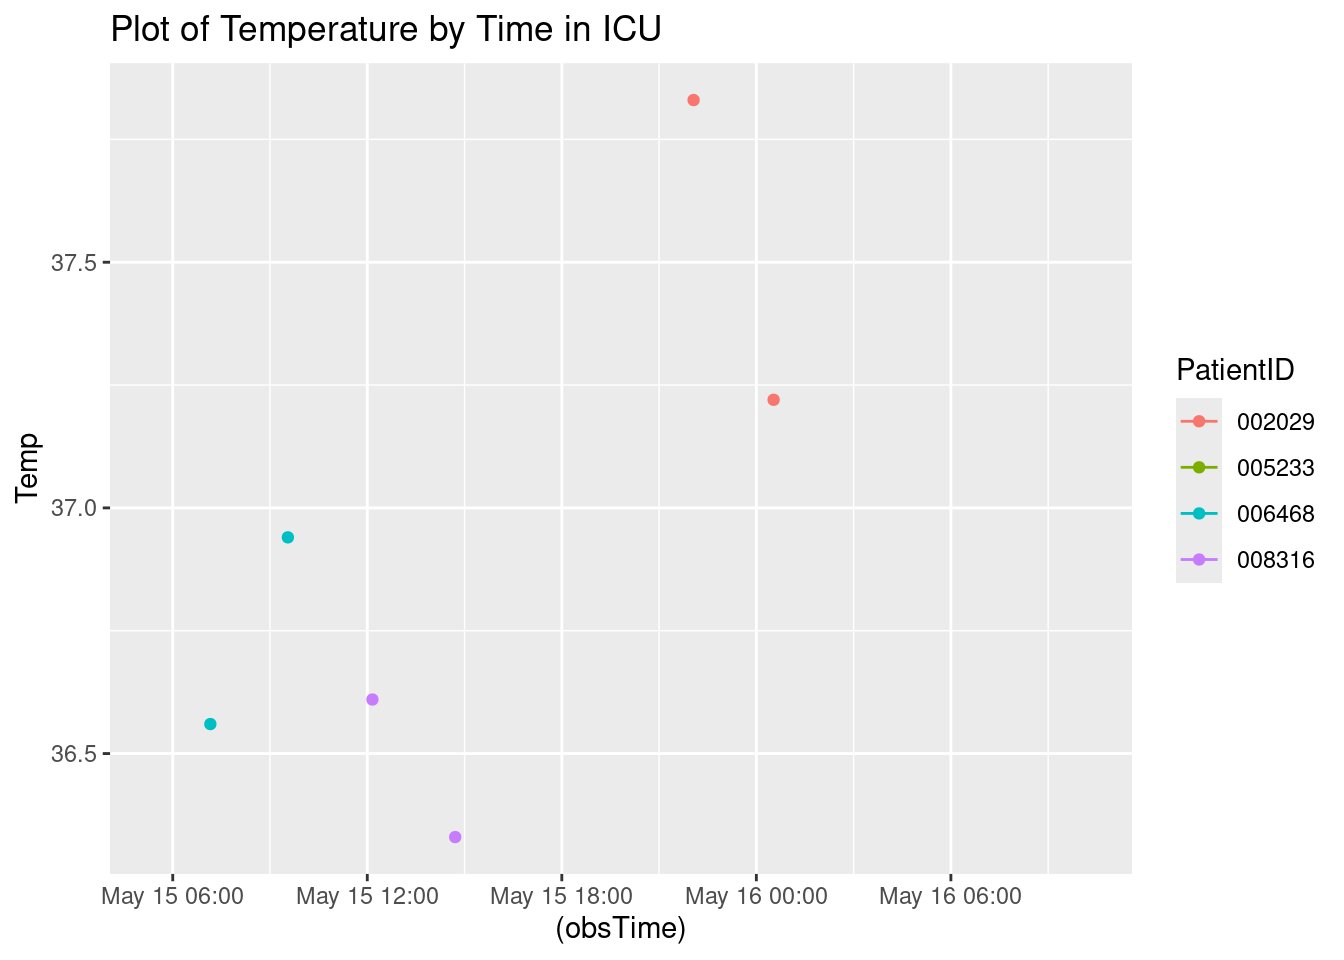 Plot of Temperature by Time in ICU
37.5
37.0
36.5
Temp
May 15 06:00
May 15 12:00
May 15 18:00
May 16 00:00
May 16 06:00
(obsTime)
PatientID
002029
005233
006468
008316